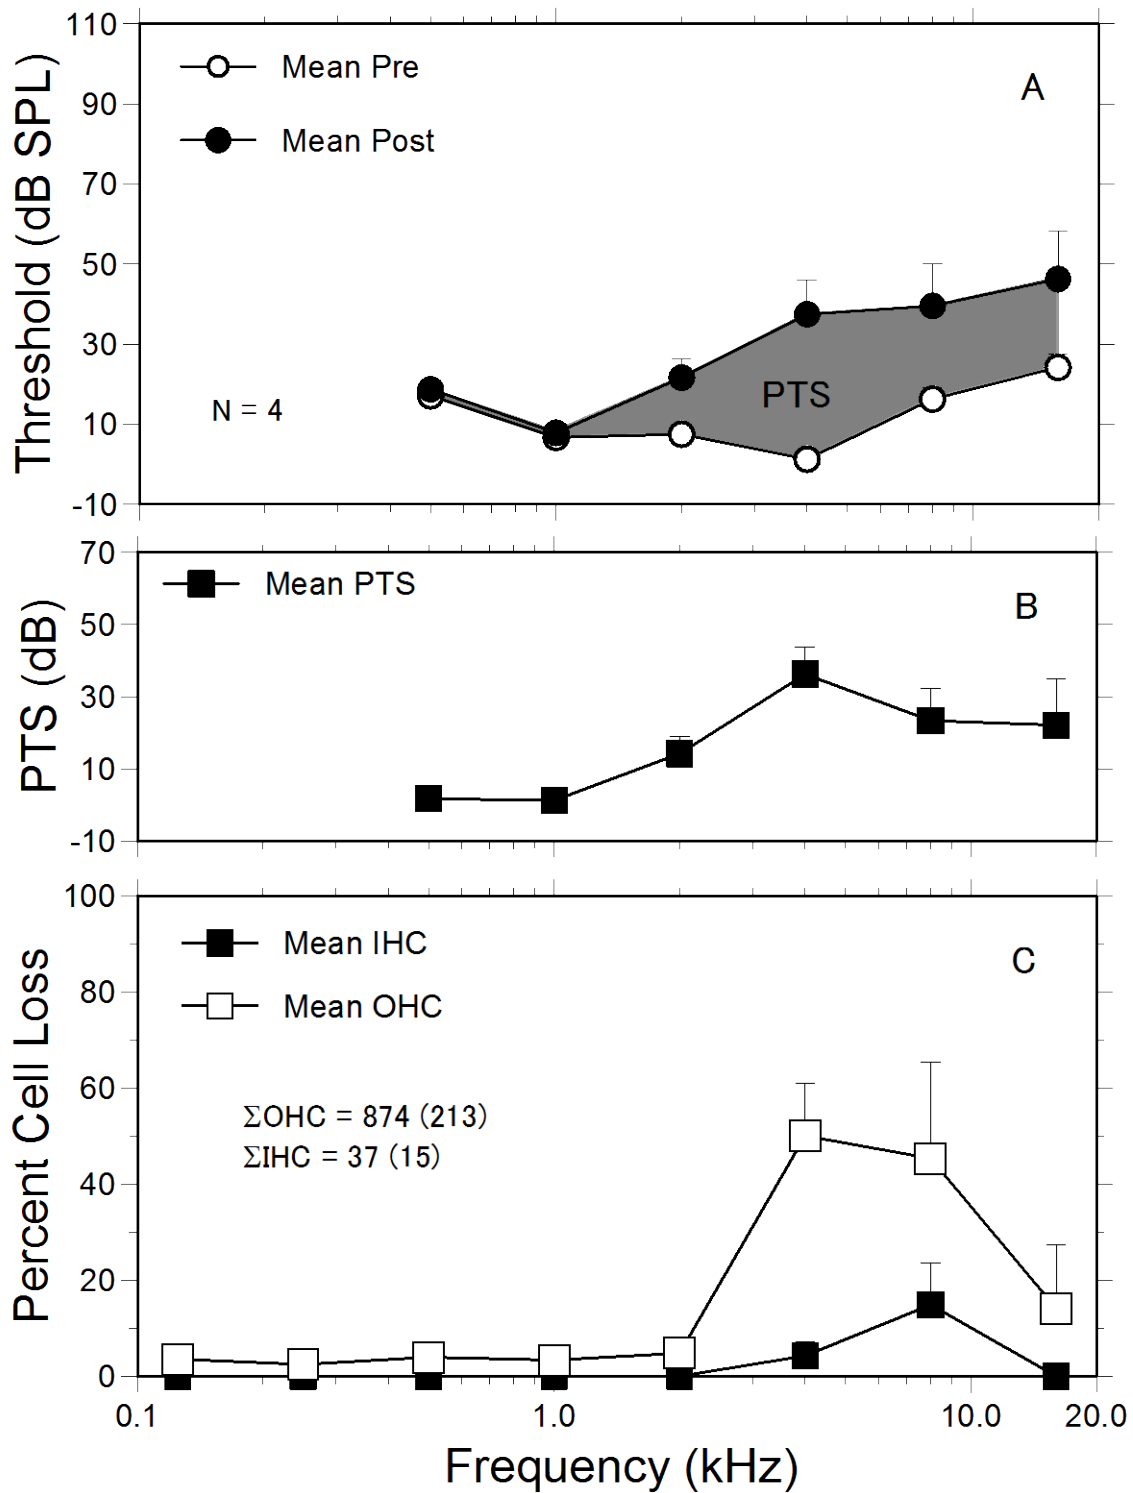 110
90
70
50
30
10
-10
Threshold (dB SPL)
Mean Pre
Mean Post
A
N = 4
PTS
70
50
30
10
-10
PTS (dB)
Mean PTS
B
100
80
60
40
20
0
Percent Cell Loss
Mean IHC
Mean OHC
C
ΣOHC = 874 (213)
ΣIHC = 37 (15)
0.1 1.0 10.0 20.0
Frequency (kHz)